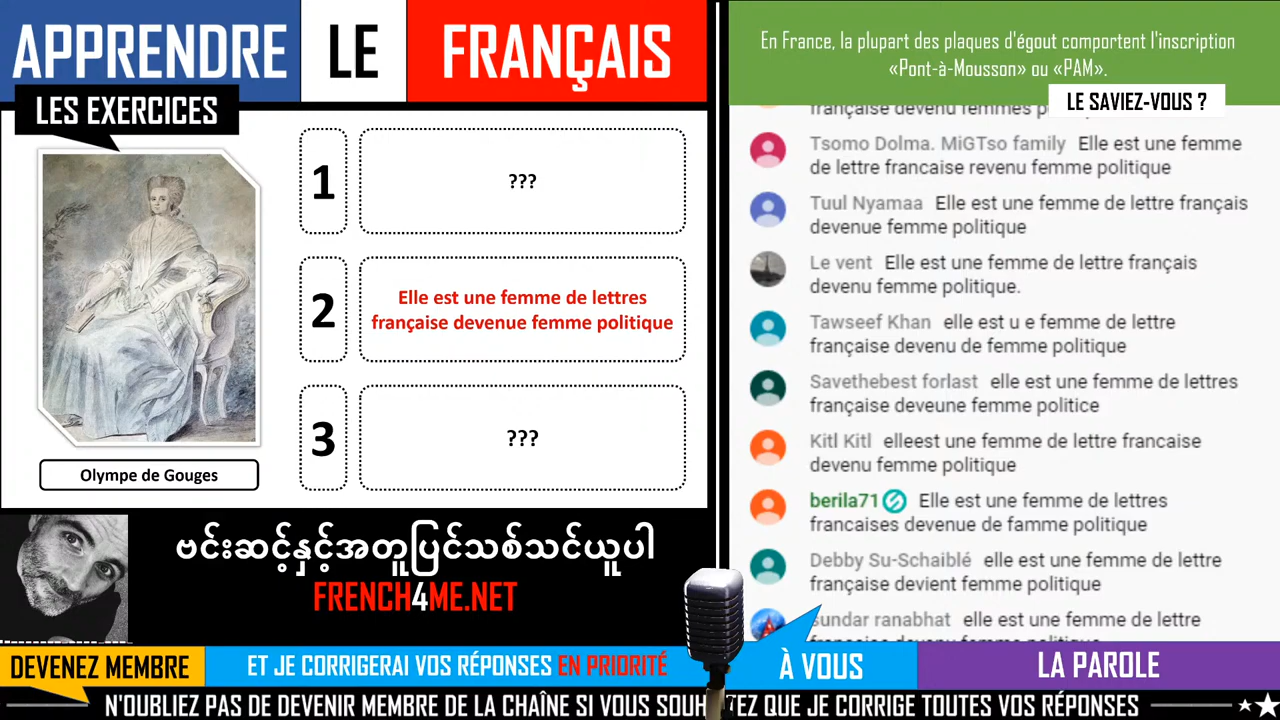 APPRENDRE LE FRANÇAIS
LES EXERCICES
1
???
2
Elle est une femme de lettres
française devenue femme politique
3
???
Olympe de Gouges
ဗင်းဆင့်နှင့်အတူပြင်သစ်သင်ယူပါ
FRENCH4ME.NET
En France, la plupart des plaques d'égout comportent l'inscription
«Pont-à-Mousson» ou «PAM».
LE SAVIEZ-VOUS ?
française devenu femmes
Tsomo Dolma. MiGTso family Elle est une femme
de lettre francaise revenu femme politique
Tuul Nyamaa Elle est une femme de lettre français
devenue femme politique
Le vent Elle est une femme de lettre français
devenu femme politique.
Tawseef Khan elle est u e femme de lettre
française devenu de femme politique
Savethebest forlast elle est une femme de lettres
française deveune femme politice
Kitl Kitl elleest une femme de lettre francaise
devenu femme politique
berila71 Elle est une femme de lettres
francaises devenue de famme politique
Debby Su-Schaiblé elle est une femme de lettre
française devient femme politique
sundar ranabhat elle est une femme de lettre
française devenu femme politique
DEVENEZ MEMBRE
ET JE CORRIGERAI VOS RÉPONSES EN PRIORITÉ
À VOUS
LA PAROLE
N'OUBLIEZ PAS DE DEVENIR MEMBRE DE LA CHAÎNE SI VOUS SOUH TEZ QUE JE CORRIGE TOUTES VOS RÉPONSES